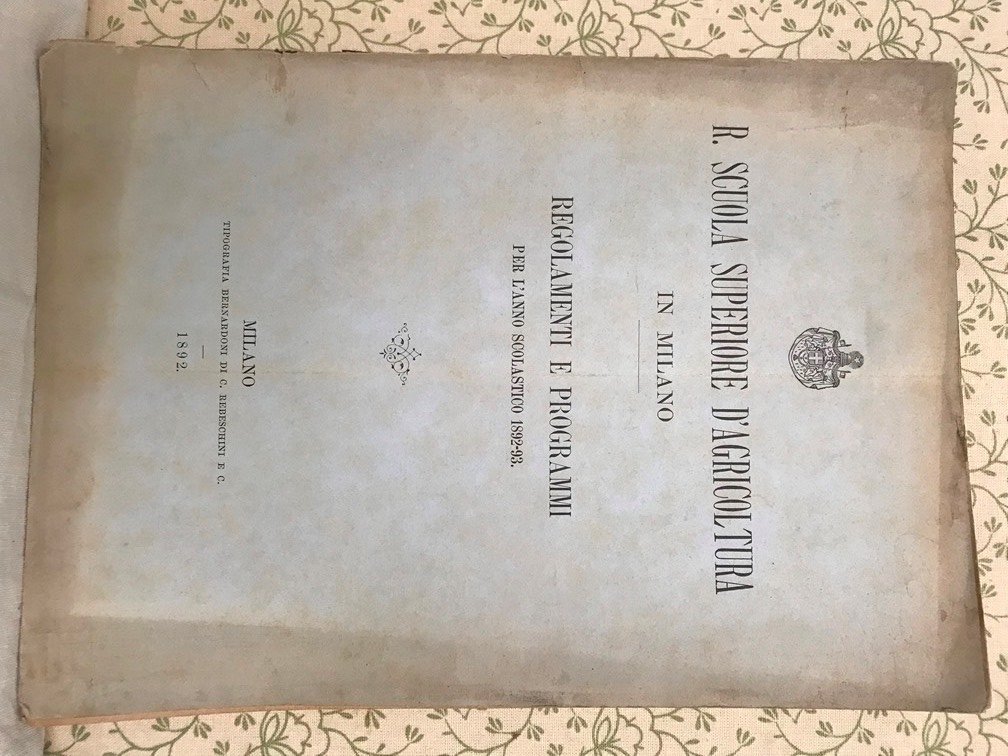 R. SCUOLA SUPERIORE D'AGRICOLTURA
IN MILANO
REGOLAMENTI E PROGRAMMI
PER L'ANNO SCOLASTICO 1892-93.
MILANO
TIPOGRAFIA BERNARDONI DI C. REBESCHINI E C.
1892.